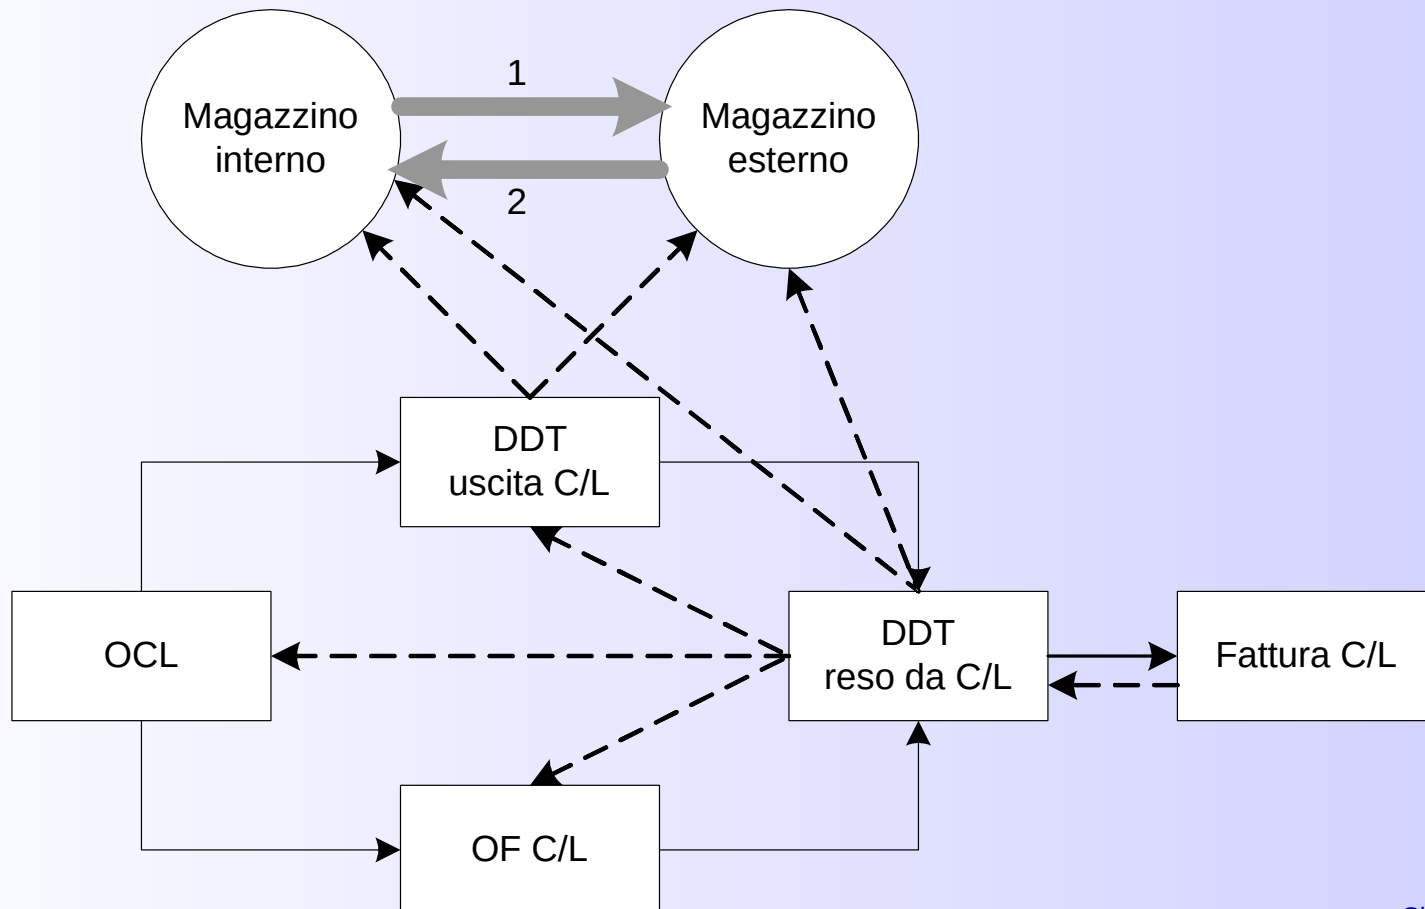 1
Magazzino
interno
Magazzino
esterno
2
DDT
uscita C/L
OCL
DDT
reso da C/L
Fattura C/L
OF C/L